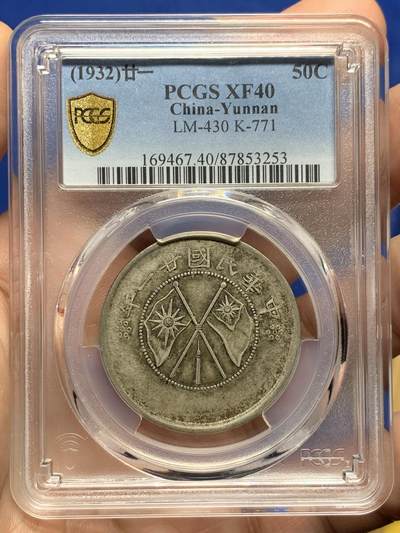 (1932)廿一 50C
PCGS XF40
China-Yunnan
LM-430 K-771
169467.40/87853253
PCGS
年一廿國民華中
PCGS